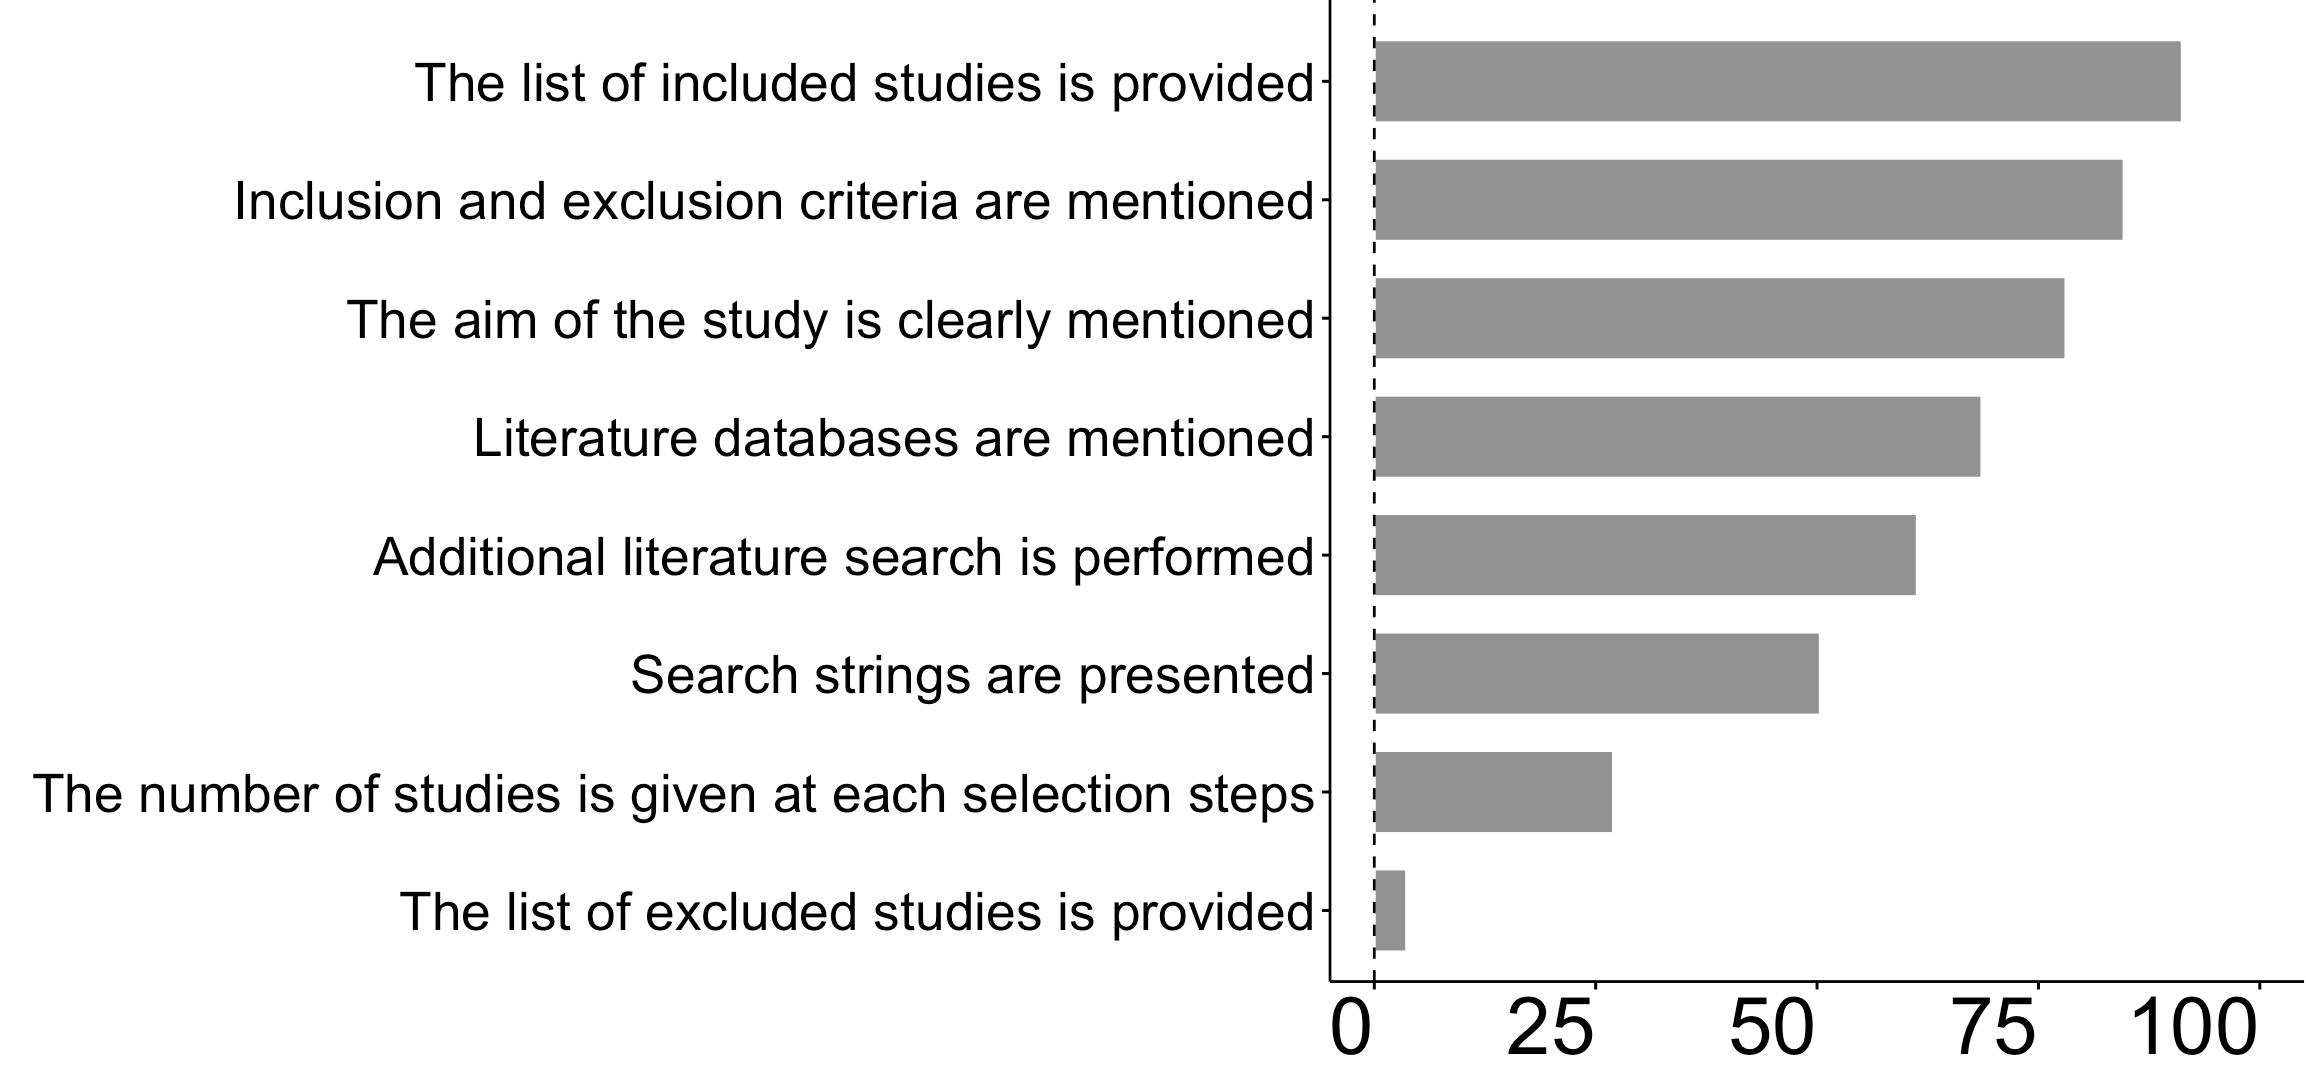 The list of included studies is provided
Inclusion and exclusion criteria are mentioned
The aim of the study is clearly mentioned
Literature databases are mentioned
Additional literature search is performed
Search strings are presented
The number of studies is given at each selection steps
The list of excluded studies is provided
0 25 50 75 100